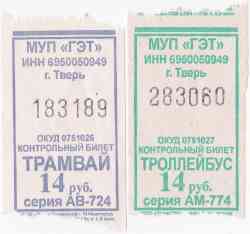 МУП «ГЭТ»
ИНН 6950050949
г. Тверь
183189
ОКУД 0751026
КОНТРОЛЬНЫЙ БИЛЕТ
ТРАМВАЙ
14 руб.
серия АВ-724
МУП «ГЭТ»
ИНН 6950050949
г. Тверь
283060
ОКУД 0751027
КОНТРОЛЬНЫЙ БИЛЕТ
ТРОЛЛЕЙБУС
14 руб.
серия АМ-774